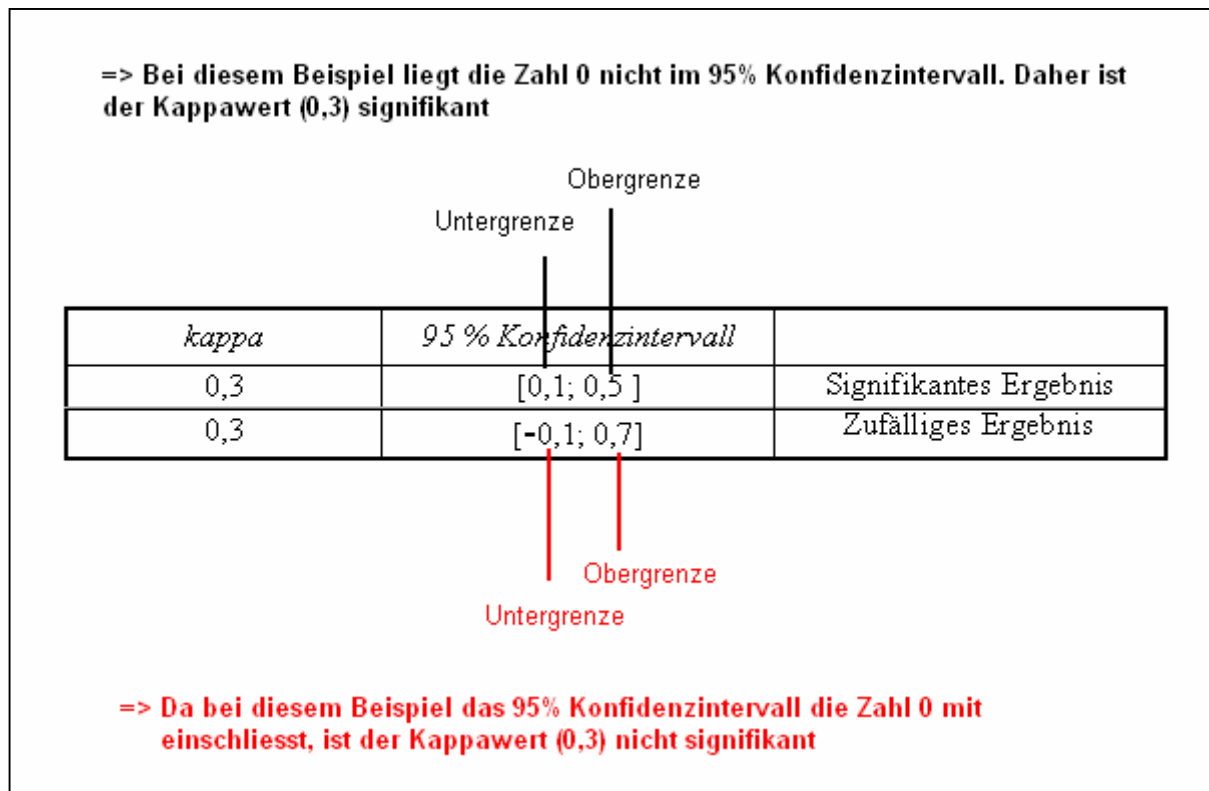 => Bei diesem Beispiel liegt die Zahl 0 nicht im 95% Konfidenzintervall. Daher ist
der Kappawert (0,3) signifikant
Obergrenze
Untergrenze
kappa 95 % Konfidenzintervall
0,3 [0,1; 0,5 ] Signifikantes Ergebnis
0,3 [-0,1; 0,7] Zufälliges Ergebnis
Obergrenze
Untergrenze
=> Da bei diesem Beispiel das 95% Konfidenzintervall die Zahl 0 mit
einschliesst, ist der Kappawert (0,3) nicht signifikant